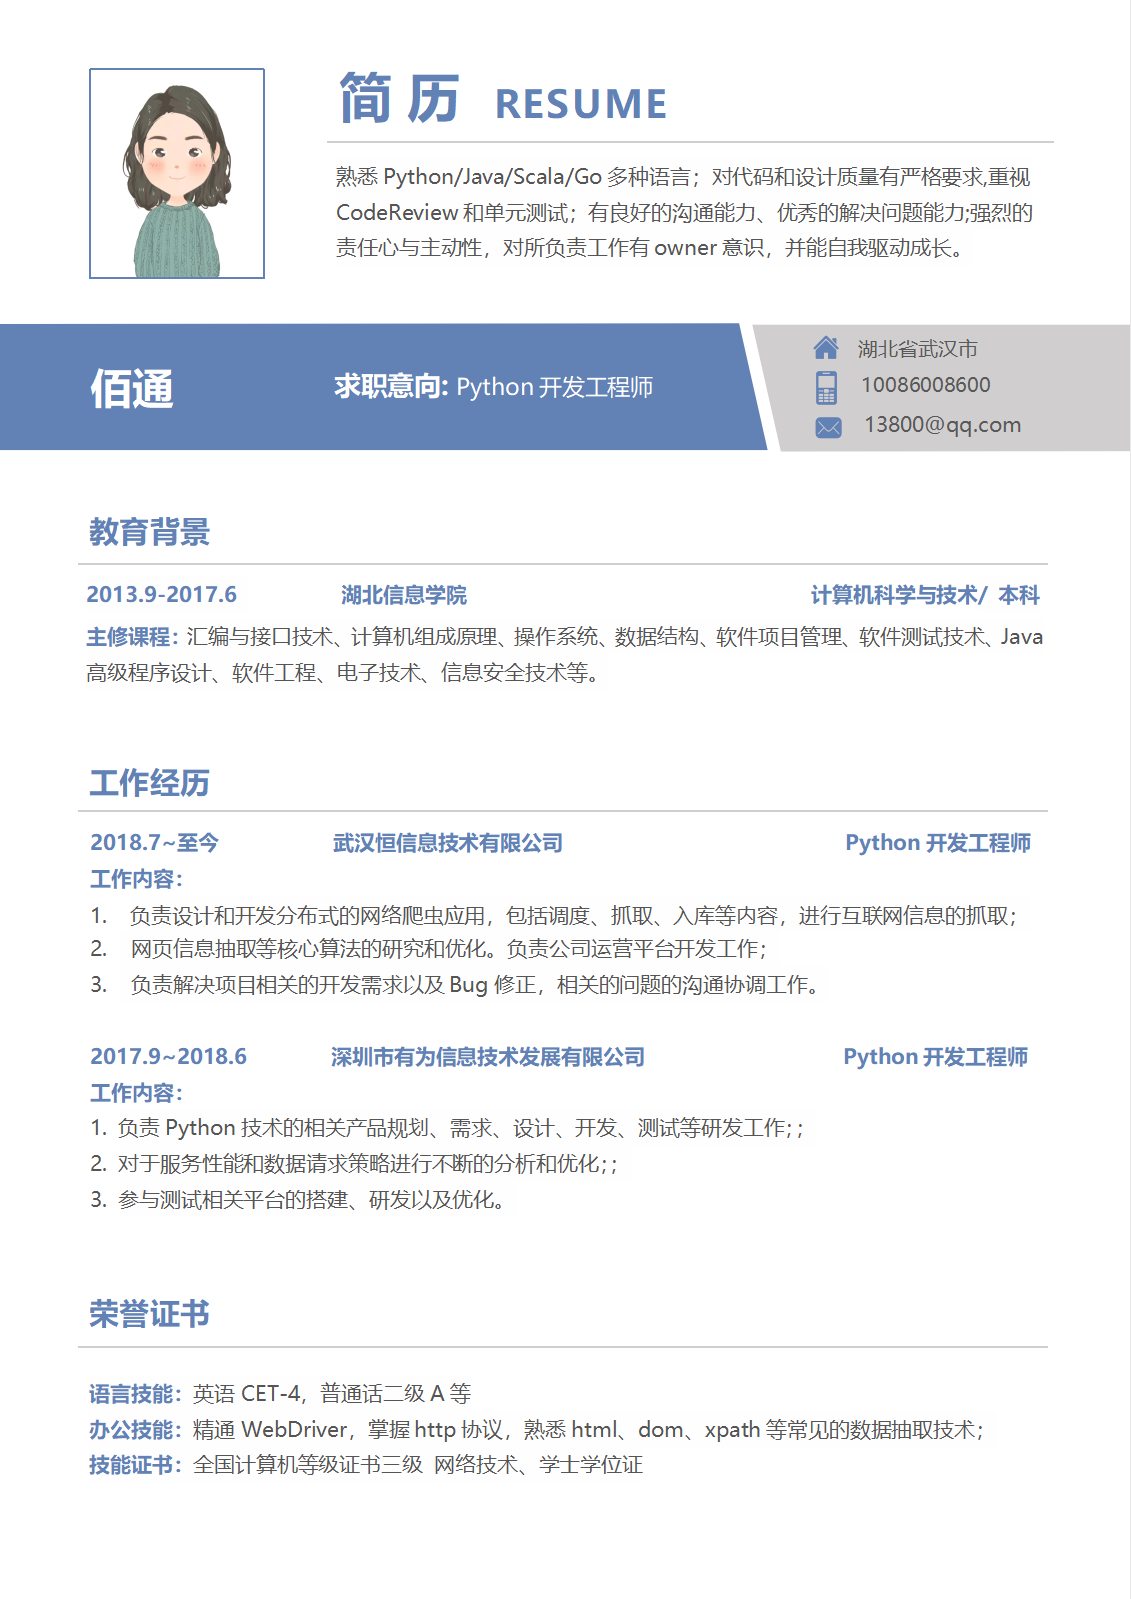 简 历 RESUME
熟悉 Python/Java/Scala/Go 多种语言；对代码和设计质量有严格要求,重视
CodeReview 和单元测试；有良好的沟通能力、优秀的解决问题能力;强烈的
责任心与主动性，对所负责工作有 owner 意识，并能自我驱动成长。
佰通
求职意向: Python 开发工程师
湖北省武汉市
10086008600
13800@qq.com
教育背景
2013.9-2017.6 湖北信息学院 计算机科学与技术/ 本科
主修课程：汇编与接口技术、计算机组成原理、操作系统、数据结构、软件项目管理、软件测试技术、Java
高级程序设计、软件工程、电子技术、信息安全技术等。
工作经历
2018.7~至今 武汉恒信息技术有限公司 Python 开发工程师
工作内容：
1. 负责设计和开发分布式的网络爬虫应用，包括调度、抓取、入库等内容，进行互联网信息的抓取；
2. 网页信息抽取等核心算法的研究和优化。负责公司运营平台开发工作；
3. 负责解决项目相关的开发需求以及 Bug 修正，相关的问题的沟通协调工作。
2017.9~2018.6 深圳市有为信息技术发展有限公司 Python 开发工程师
工作内容：
1. 负责 Python 技术的相关产品规划、需求、设计、开发、测试等研发工作；;
2. 对于服务性能和数据请求策略进行不断的分析和优化；;
3. 参与测试相关平台的搭建、研发以及优化。
荣誉证书
语言技能：英语 CET-4，普通话二级 A 等
办公技能：精通 WebDriver，掌握 http 协议，熟悉 html、dom、xpath 等常见的数据抽取技术；
技能证书：全国计算机等级证书三级 网络技术、学士学位证